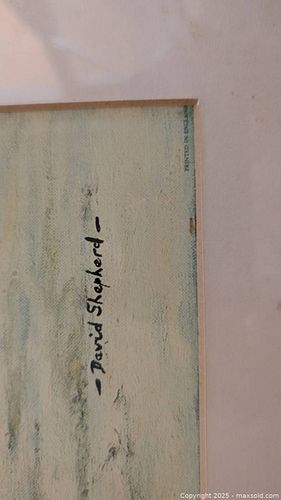 PRINTED IN ENGLAND
- David Shepherd -
Copyright © 2025 - maxsold.com